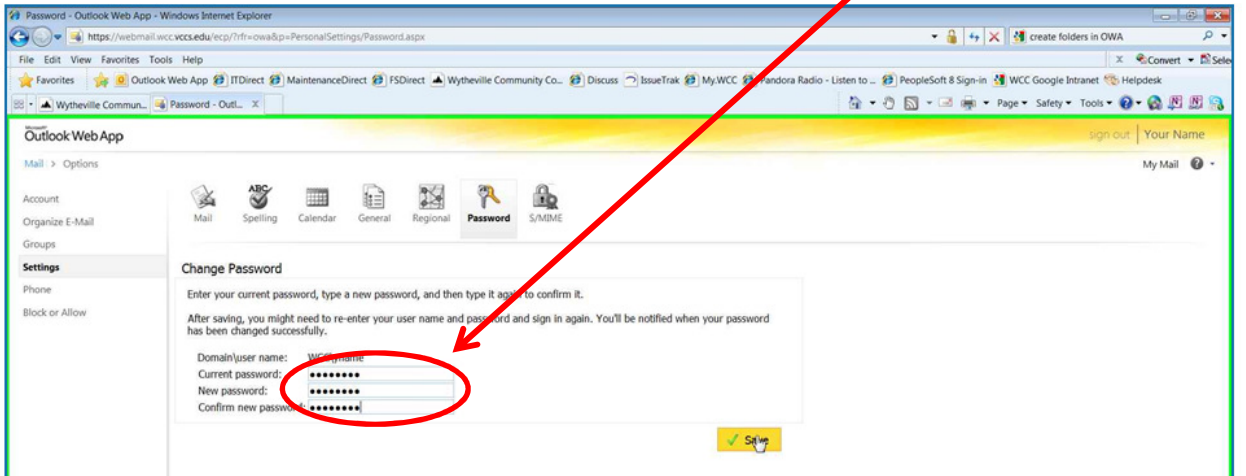 Password - Outlook Web App - Windows Internet Explorer
https://webmail.wcc.vccs.edu/ecp/?rfr=owa&p=PersonalSettings/Password.aspx
create folders in OWA
File Edit View Favorites Tools Help
x Convert Sele
Favorites Outlook Web App ITDirect MaintenanceDirect FSDirect Wytheville Community Co... Discuss IssueTrak My.WCC Pandora Radio - Listen to ... PeopleSoft 8 Sign-in WCC Google Intranet Helpdesk
Wytheville Commun... Password - Outl... X
Page Safety Tools
Microsoft
Outlook Web App
sign out | Your Name
Mail > Options
My Mail
Account
Organize E-Mail
Groups
Settings
Phone
Block or Allow
ABC
Mail Spelling Calendar General Regional Password S/MIME
Change Password
Enter your current password, type a new password, and then type it again to confirm it.
After saving, you might need to re-enter your user name and password and sign in again. You'll be notified when your password
has been changed successfully.
Domain\user name:
Current password: ••••••••
New password: ••••••••
Confirm new password: ••••••••
Save